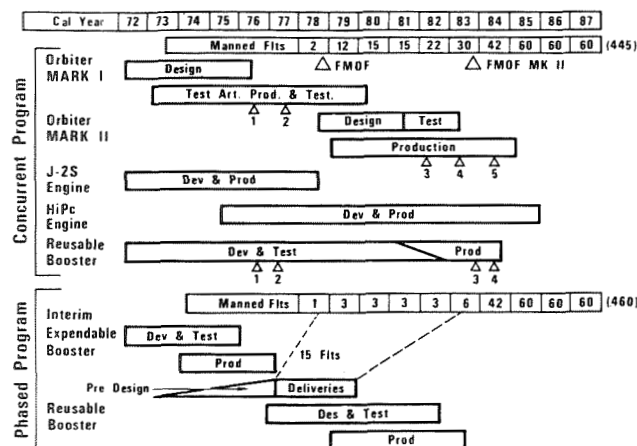 Cal Year 72 73 74 75 76 77 78 79 80 81 82 83 84 85 86 87
Manned Flts 2 12 15 15 22 30 42 60 60 60 (445)
Concurrent Program
Orbiter MARK I
Design
FMOF
FMOF MK II
Test Art. Prod. & Test.
1 2
Orbiter MARK II
Design Test
Production
3 4 5
J-2S Engine
Dev & Prod
HiPc Engine
Dev & Prod
Reusable Booster
Dev & Test Prod
1 2 3 4
Phased Program
Manned Flts 1 3 3 3 3 6 42 60 60 60 (460)
Interim Expendable Booster
Dev & Test
Prod
15 Flts
Pre Design
Deliveries
Reusable Booster
Des & Test
Prod